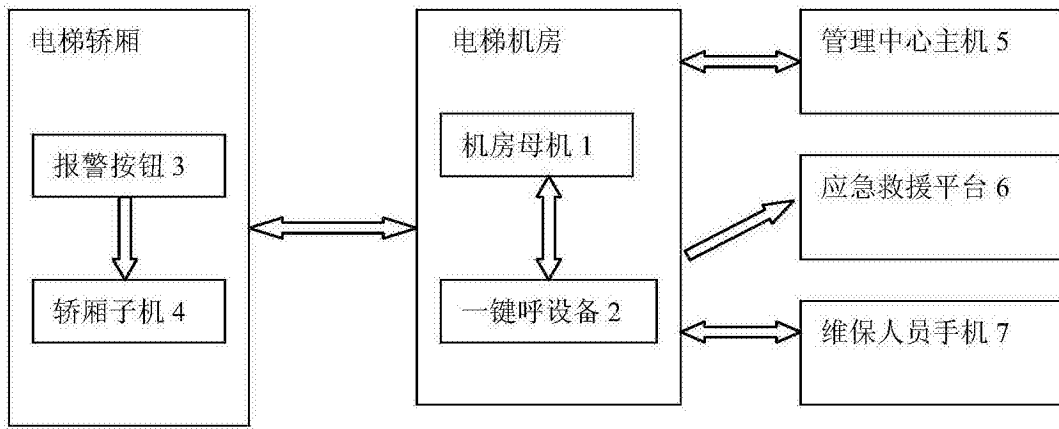 电梯轿厢
报警按钮 3
轿厢子机 4
电梯机房
机房母机 1
一键呼设备 2
管理中心主机 5
应急救援平台 6
维保人员手机 7